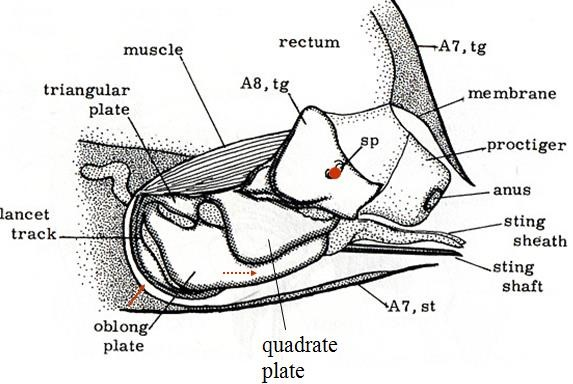 rectum
muscle
A7, tg
triangular
plate
A8, tg
membrane
sp
proctiger
anus
lancet
track
sting
sheath
sting
shaft
A7, st
oblong
plate
quadrate
plate